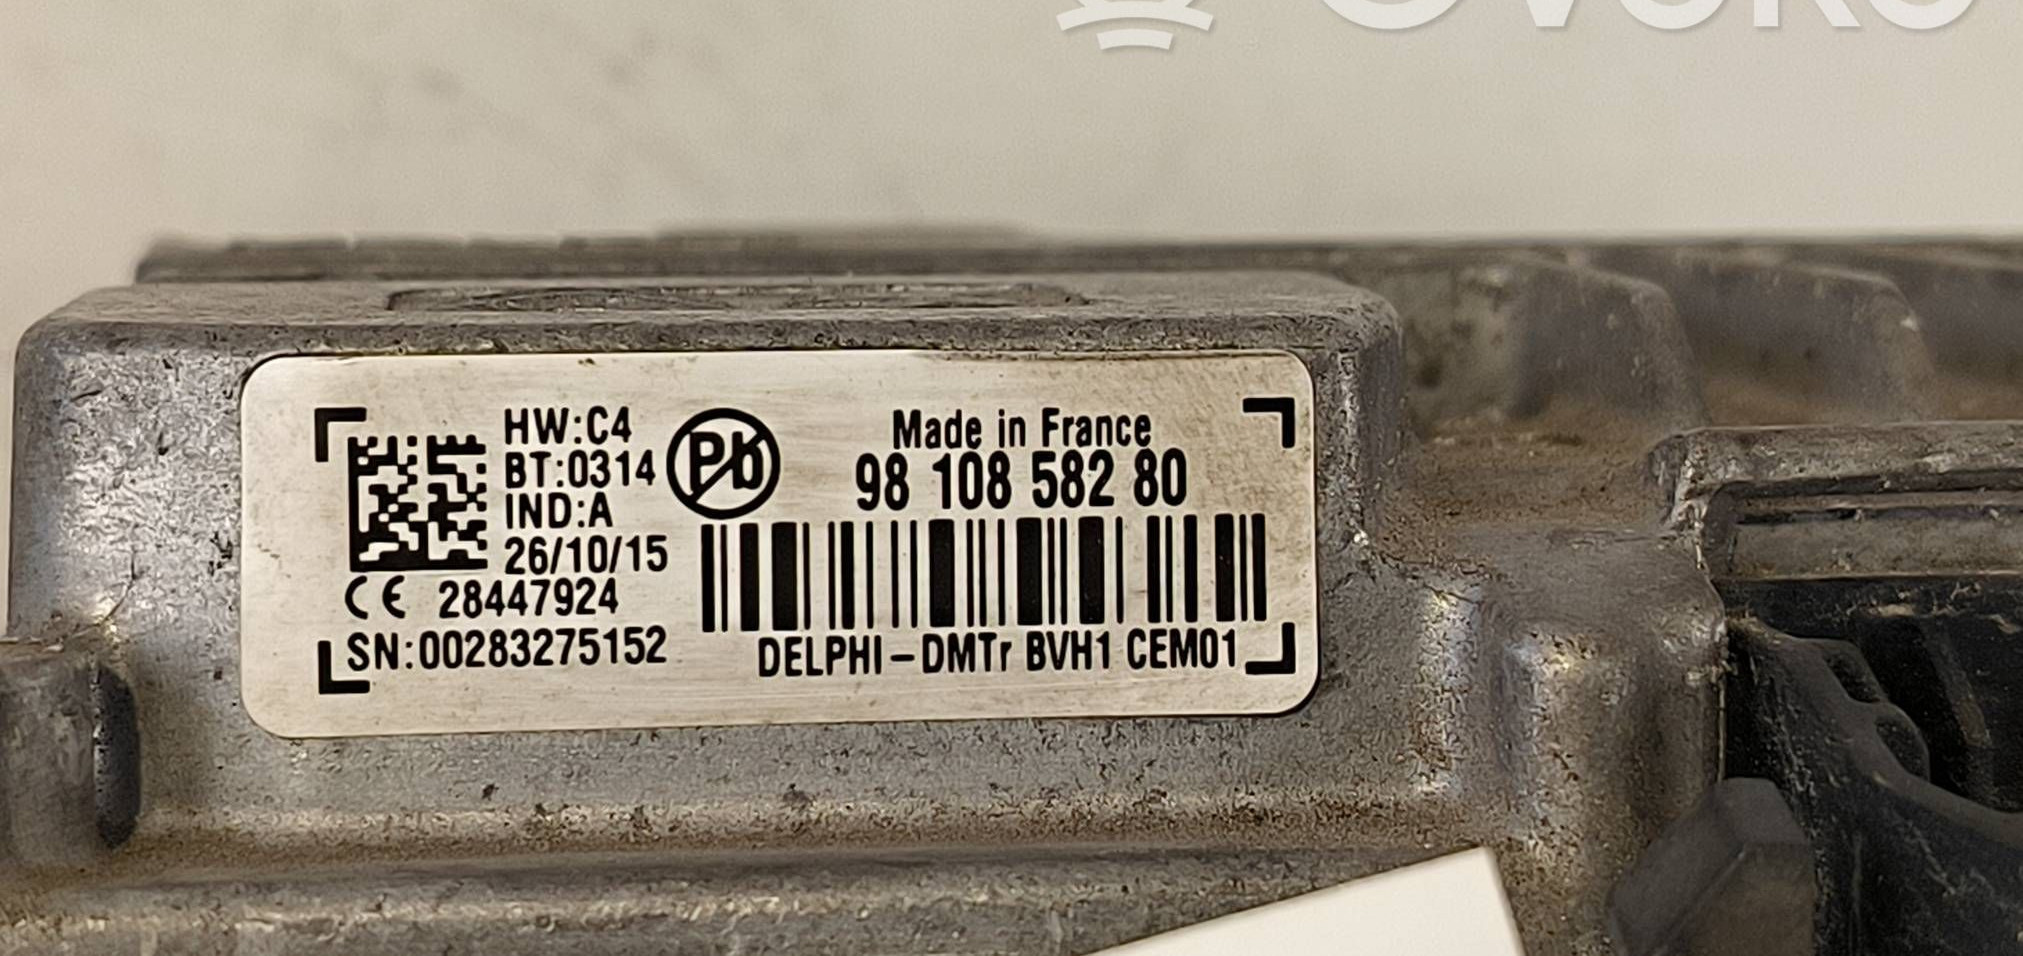 HW:C4
BT:0314
IND:A
26/10/15
CE 28447924
SN:00283275152
Pb
Made in France
98 108 582 80
DELPHI-DMTr BVH1 CEM01